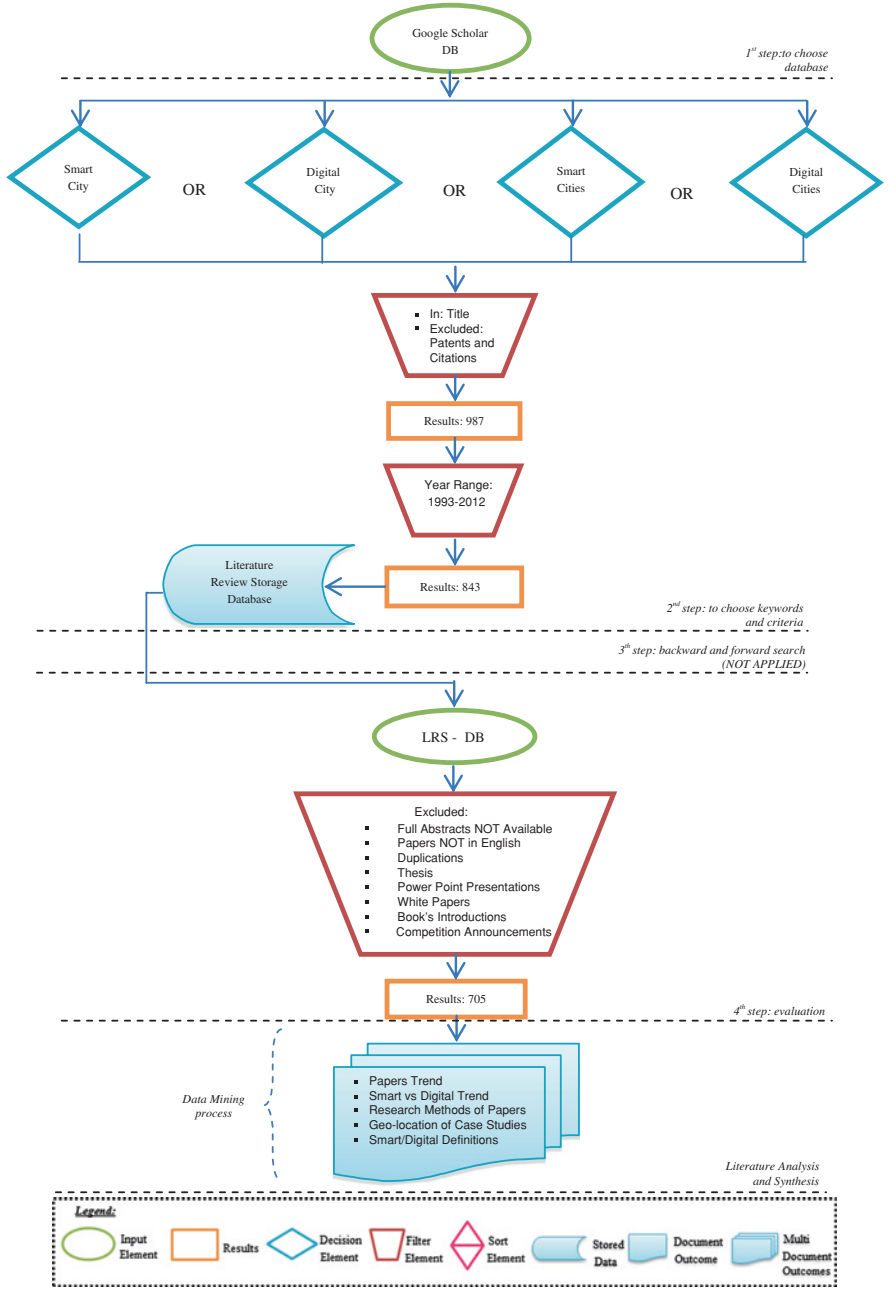 Google Scholar
DB
1st step:to choose
database
Smart
City
OR
Digital
City
OR
Smart
Cities
OR
Digital
Cities
▪ In: Title
▪ Excluded:
Patents and
Citations
Results: 987
Year Range:
1993-2012
Literature
Review Storage
Database
Results: 843
2nd step: to choose keywords
and criteria
3th step: backward and forward search
(NOT APPLIED)
LRS - DB
Excluded:
▪ Full Abstracts NOT Available
▪ Papers NOT in English
▪ Duplications
▪ Thesis
▪ Power Point Presentations
▪ White Papers
▪ Book's Introductions
▪ Competition Announcements
Results: 705
4th step: evaluation
Data Mining
process
▪ Papers Trend
▪ Smart vs Digital Trend
▪ Research Methods of Papers
▪ Geo-location of Case Studies
▪ Smart/Digital Definitions
Literature Analysis
and Synthesis
Legend:
Input
Element
Results
Decision
Element
Filter
Element
Sort
Element
Stored
Data
Document
Outcome
Multi
Document
Outcomes